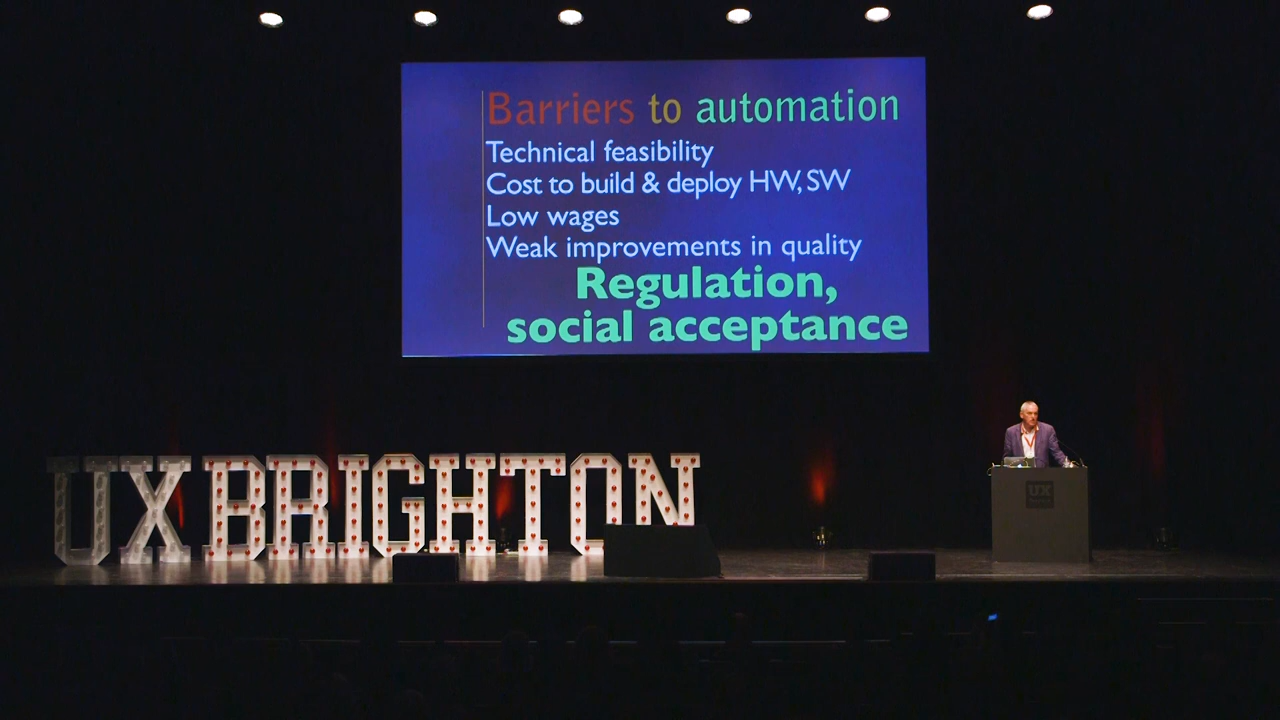 Barriers to automation
Technical feasibility
Cost to build & deploy HW, SW
Low wages
Weak improvements in quality
Regulation,
social acceptance
UX BRIGHTON
UX